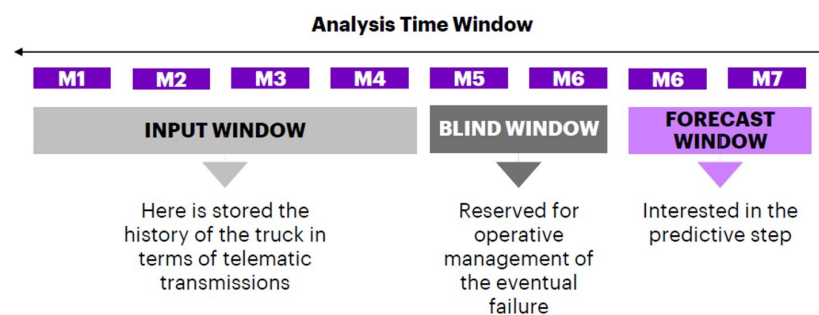 Analysis Time Window
M1 M2 M3 M4 M5 M6 M6 M7
INPUT WINDOW
BLIND WINDOW
FORECAST
WINDOW
Here is stored the
history of the truck in
terms of telematic
transmissions
Reserved for
operative
management of
the eventual
failure
Interested in the
predictive step